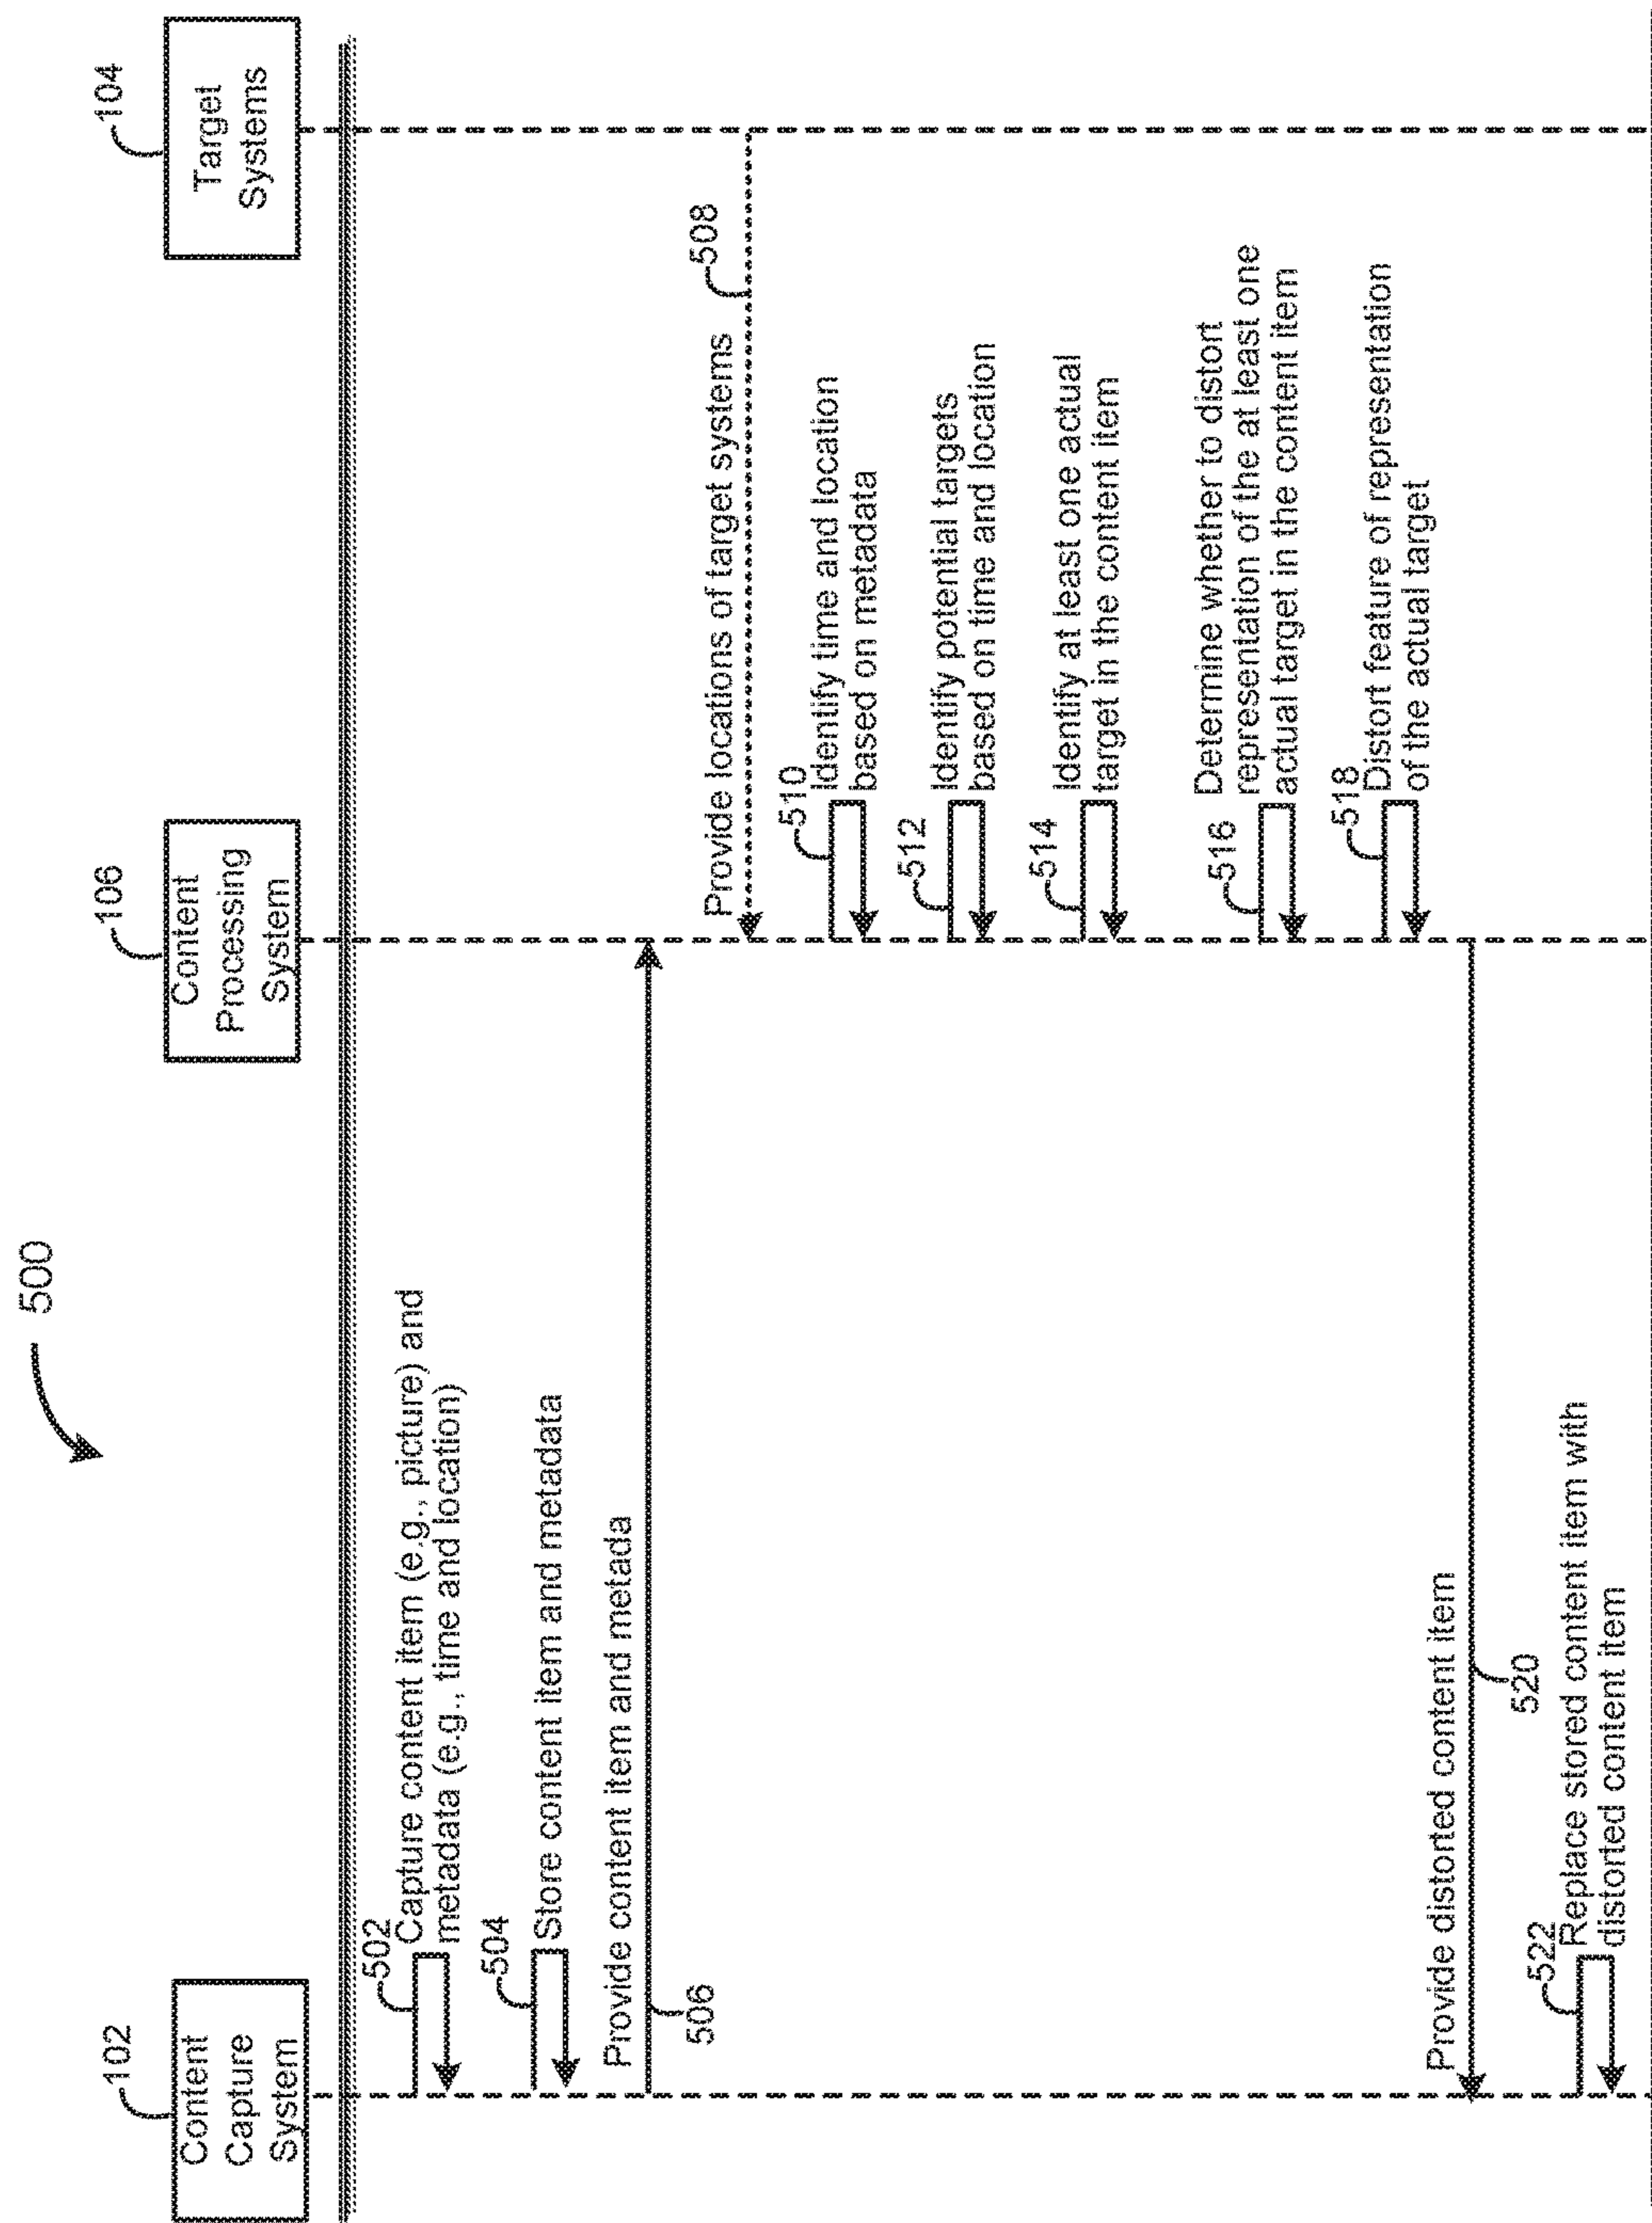 500
102
Content
Capture
System
106
Content
Processing
System
104
Target
Systems
502
Capture content item (e.g., picture) and
metadata (e.g., time and location)
504
Store content item and metadata
Provide content item and metada
506
Provide locations of target systems
508
510
Identify time and location
based on metadata
512
Identify potential targets
based on time and location
514
Identify at least one actual
target in the content item
516
Determine whether to distort
representation of the at least one
actual target in the content item
518
Distort feature of representation
of the actual target
Provide distorted content item
520
522
Replace stored content item with
distorted content item